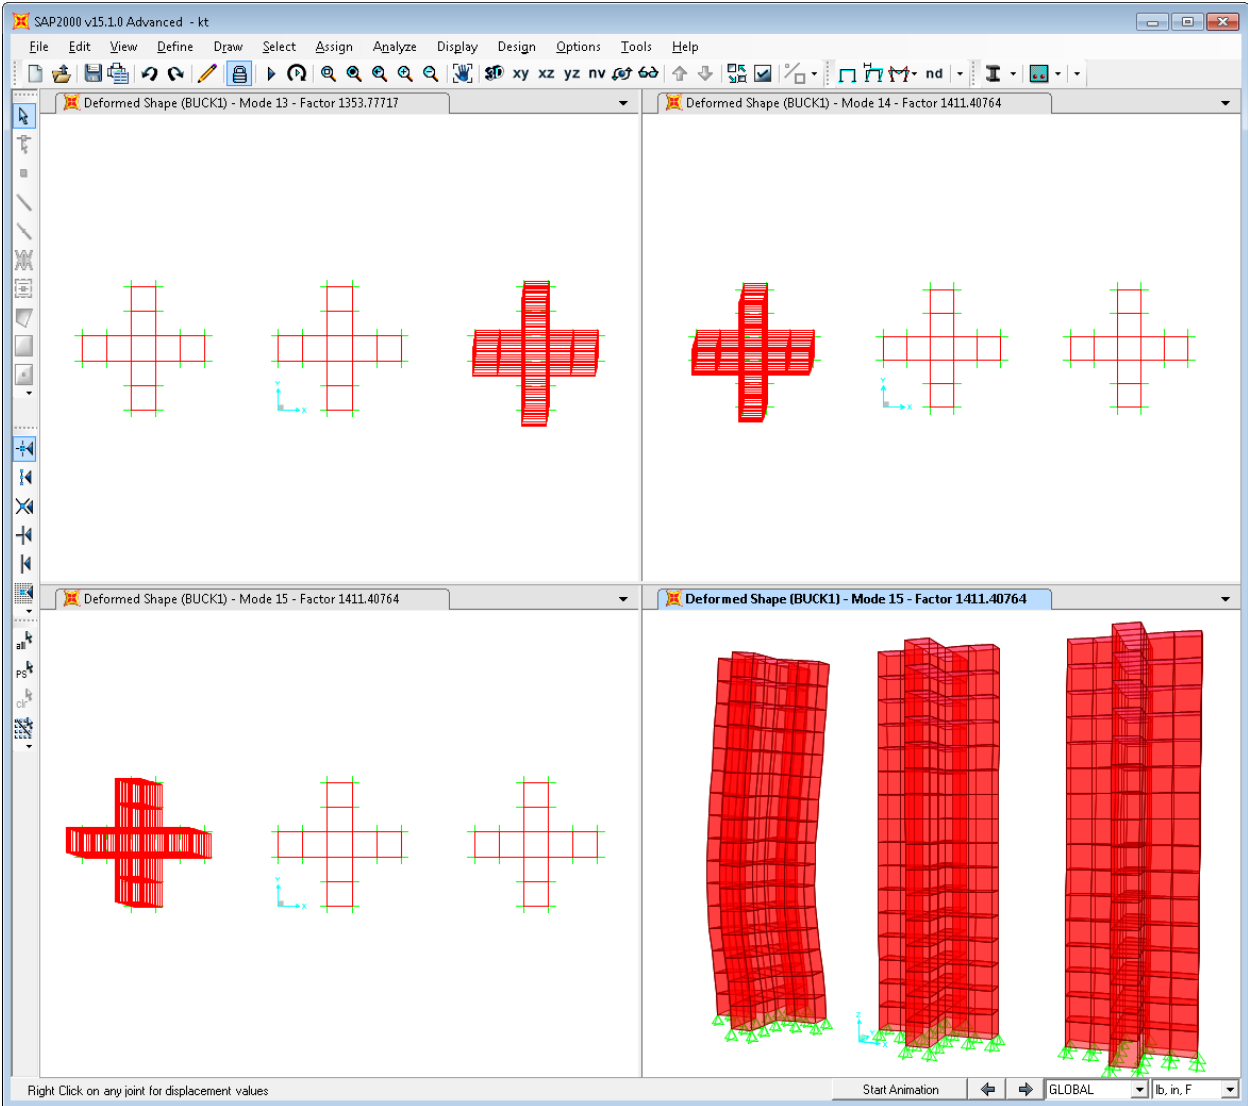 SAP2000 v15.1.0 Advanced - kt
File Edit View Define Draw Select Assign Analyze Display Design Options Tools Help
3D xy xz yz nv nd
Deformed Shape (BUCK1) - Mode 13 - Factor 1353.77717
Deformed Shape (BUCK1) - Mode 14 - Factor 1411.40764
Y
X
Y
X
all
PS
clr
Deformed Shape (BUCK1) - Mode 15 - Factor 1411.40764
Deformed Shape (BUCK1) - Mode 15 - Factor 1411.40764
Y
X
Z
Y
X
Right Click on any joint for displacement values
Start Animation
GLOBAL
lb, in, F